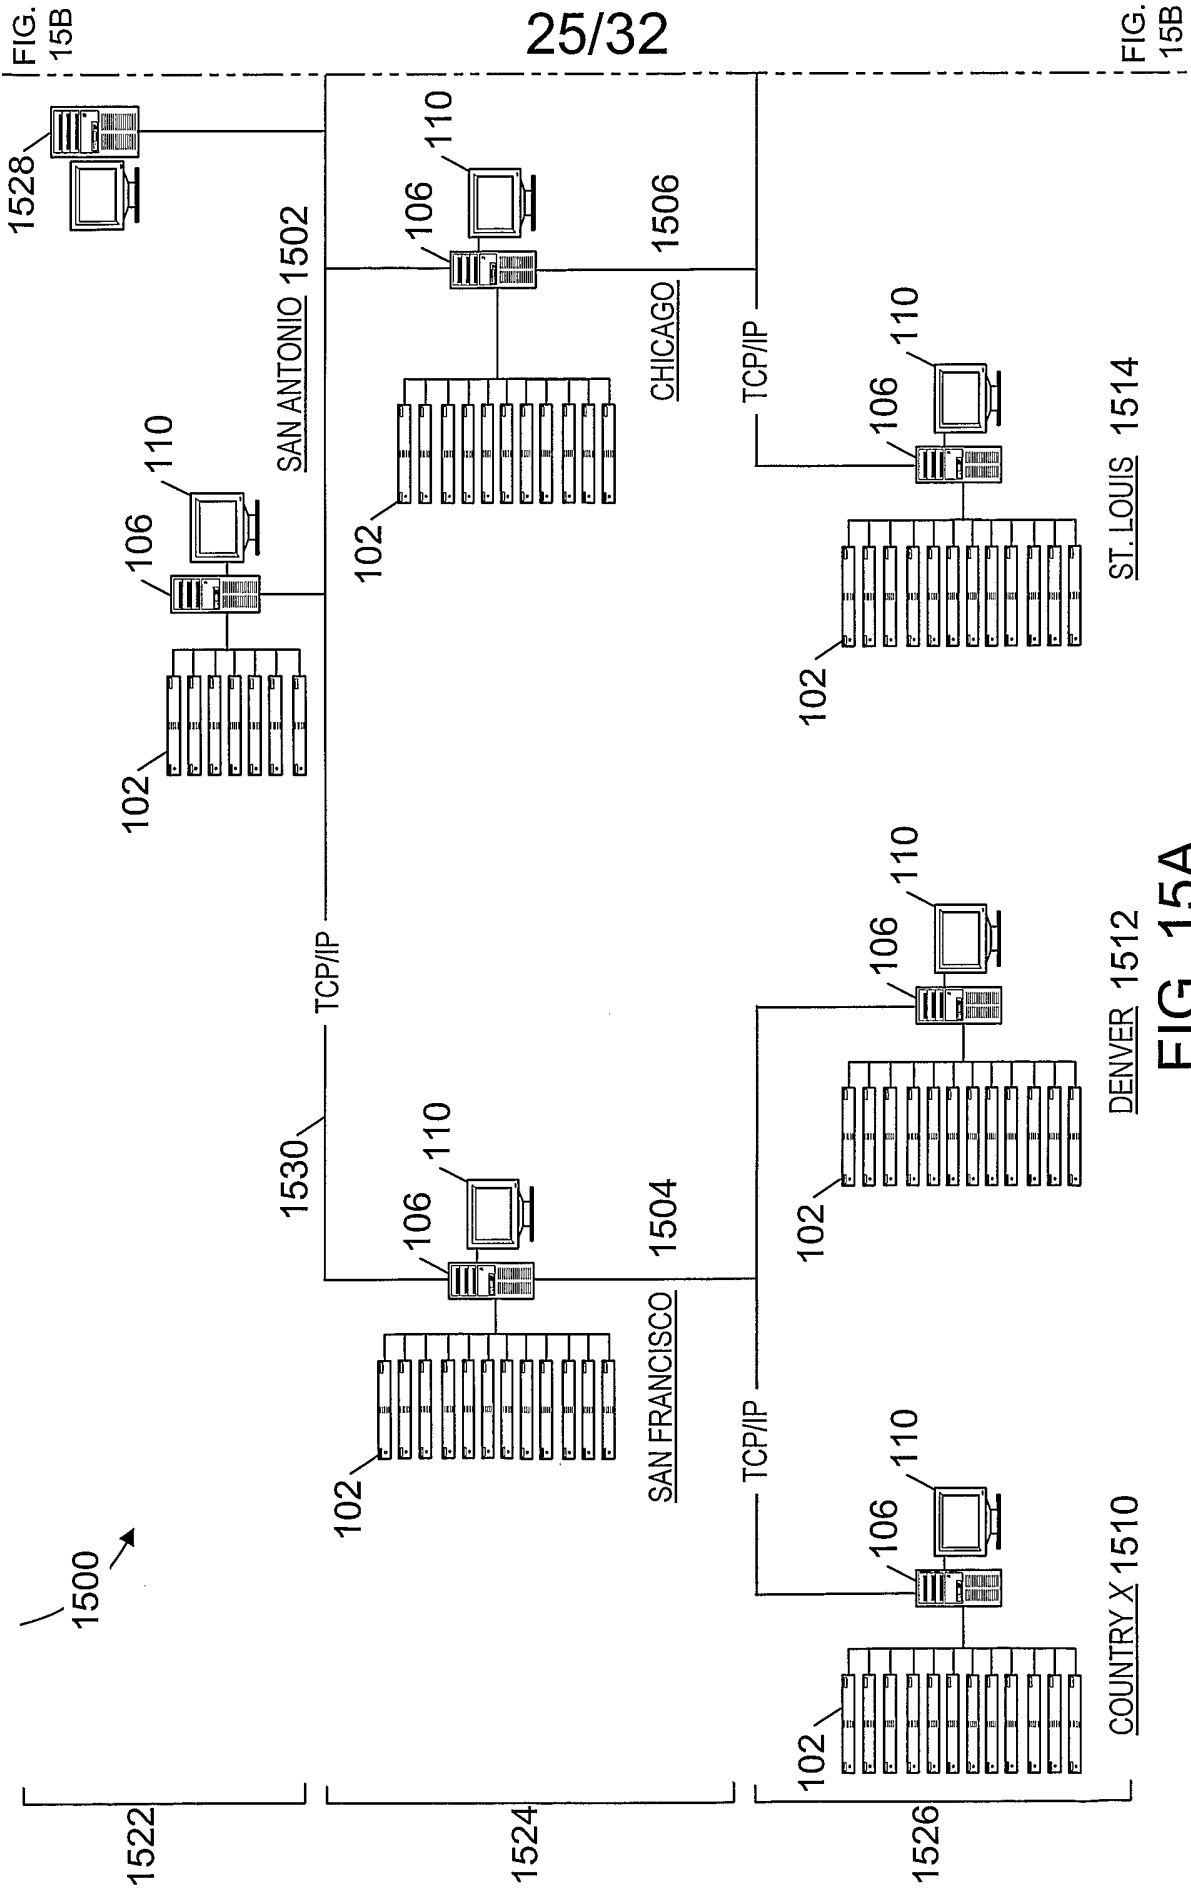 25/32
FIG.
15B
1528
1500
106
110
102
SAN ANTONIO 1502
1522
TCP/IP
1530
106
110
102
SAN FRANCISCO
1504
106
110
102
CHICAGO
1506
1524
TCP/IP
TCP/IP
106
110
102
COUNTRY X 1510
106
110
102
DENVER 1512
106
110
102
ST. LOUIS 1514
1526
FIG.
15B
FIG. 15A